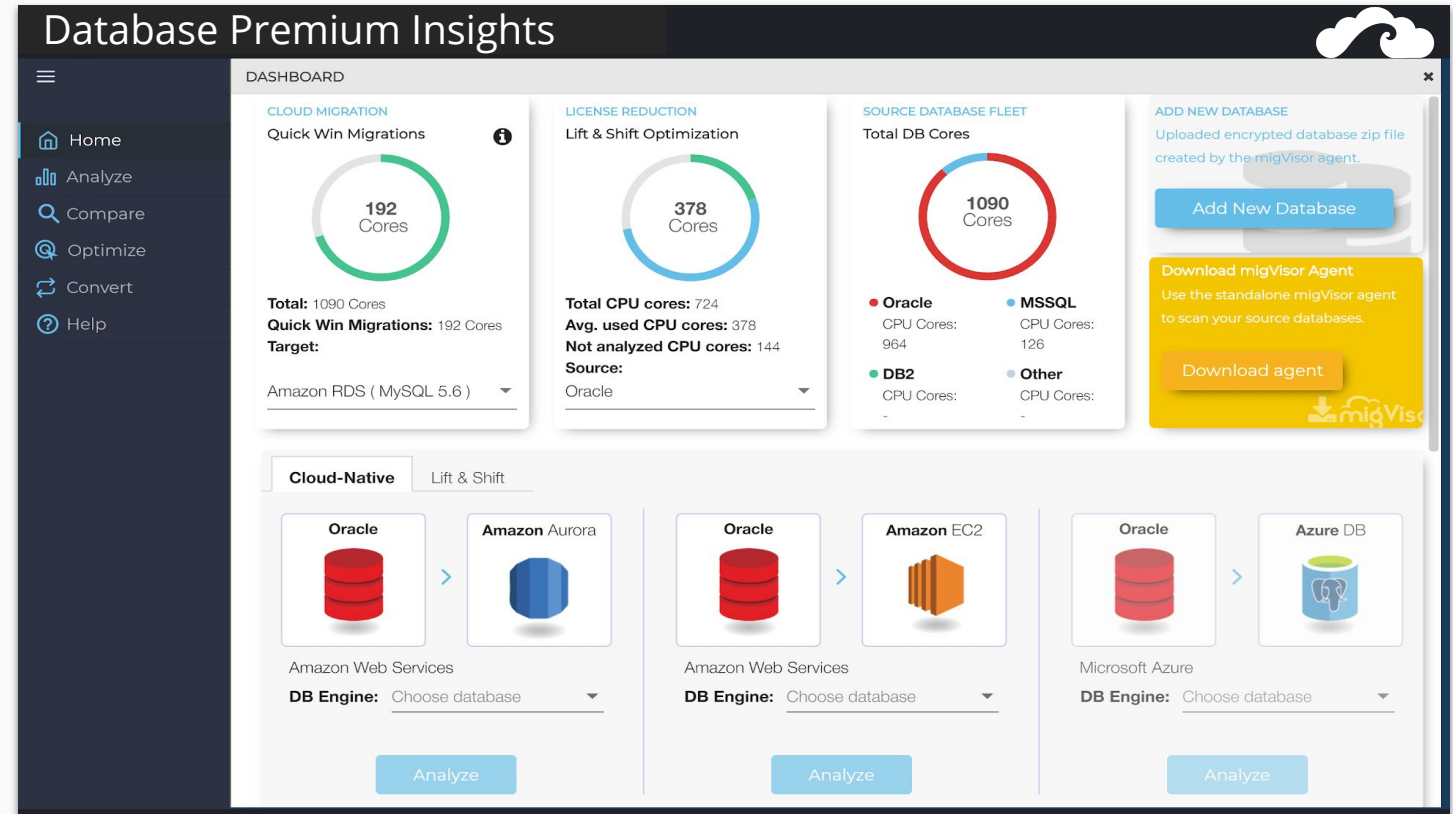 Database Premium Insights
DASHBOARD
Home
Analyze
Compare
Optimize
Convert
Help
CLOUD MIGRATION
Quick Win Migrations
192
Cores
Total: 1090 Cores
Quick Win Migrations: 192 Cores
Target:
Amazon RDS ( MySQL 5.6 )
LICENSE REDUCTION
Lift & Shift Optimization
378
Cores
Total CPU cores: 724
Avg. used CPU cores: 378
Not analyzed CPU cores: 144
Source:
Oracle
SOURCE DATABASE FLEET
Total DB Cores
1090
Cores
Oracle
CPU Cores:
964
MSSQL
CPU Cores:
126
DB2
CPU Cores:
-
Other
CPU Cores:
-
ADD NEW DATABASE
Uploaded encrypted database zip file
created by the migVisor agent.
Add New Database
Download migVisor Agent
Use the standalone migVisor agent
to scan your source databases.
Download agent
migViso
Cloud-Native
Lift & Shift
Oracle
Amazon Aurora
Amazon Web Services
DB Engine: Choose database
Analyze
Oracle
Amazon EC2
Amazon Web Services
DB Engine: Choose database
Analyze
Oracle
Azure DB
Microsoft Azure
DB Engine: Choose database
Analyze